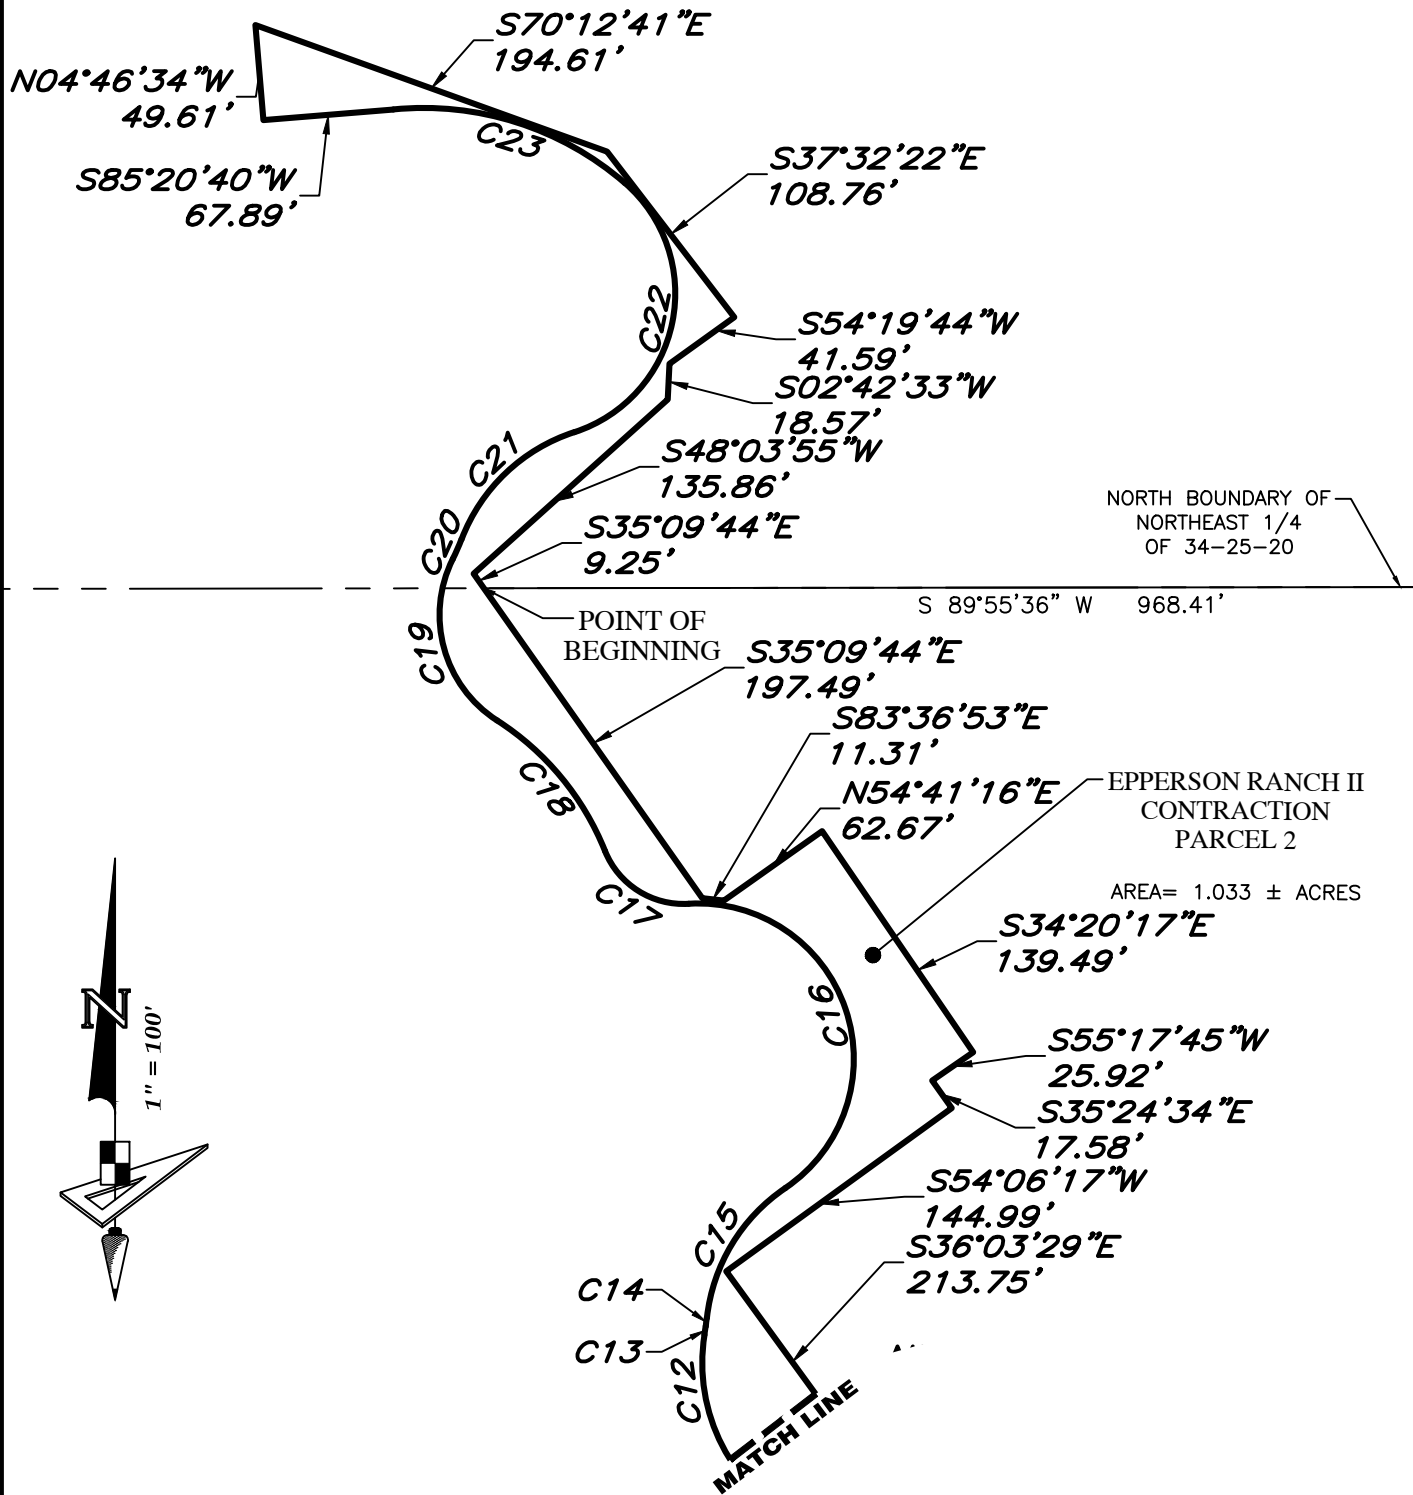 S70°12'41"E
194.61'
N04°46'34"W
49.61'
C23
S37°32'22"E
108.76'
S85°20'40"W
67.89'
C22
S54°19'44"W
41.59'
S02°42'33"W
18.57'
C21
S48°03'55"W
135.86'
NORTH BOUNDARY OF
NORTHEAST 1/4
OF 34-25-20
C20
S35°09'44"E
9.25'
S 89°55'36" W 968.41'
POINT OF
BEGINNING
C19
S35°09'44"E
197.49'
S83°36'53"E
11.31'
C18
N54°41'16"E
62.67'
EPPERSON RANCH II
CONTRACTION
PARCEL 2
AREA= 1.033 ± ACRES
C17
S34°20'17"E
139.49'
N
1" = 100'
C16
S55°17'45"W
25.92'
S35°24'34"E
17.58'
S54°06'17"W
144.99'
C15
S36°03'29"E
213.75'
C14
C13
C12
MATCH LINE